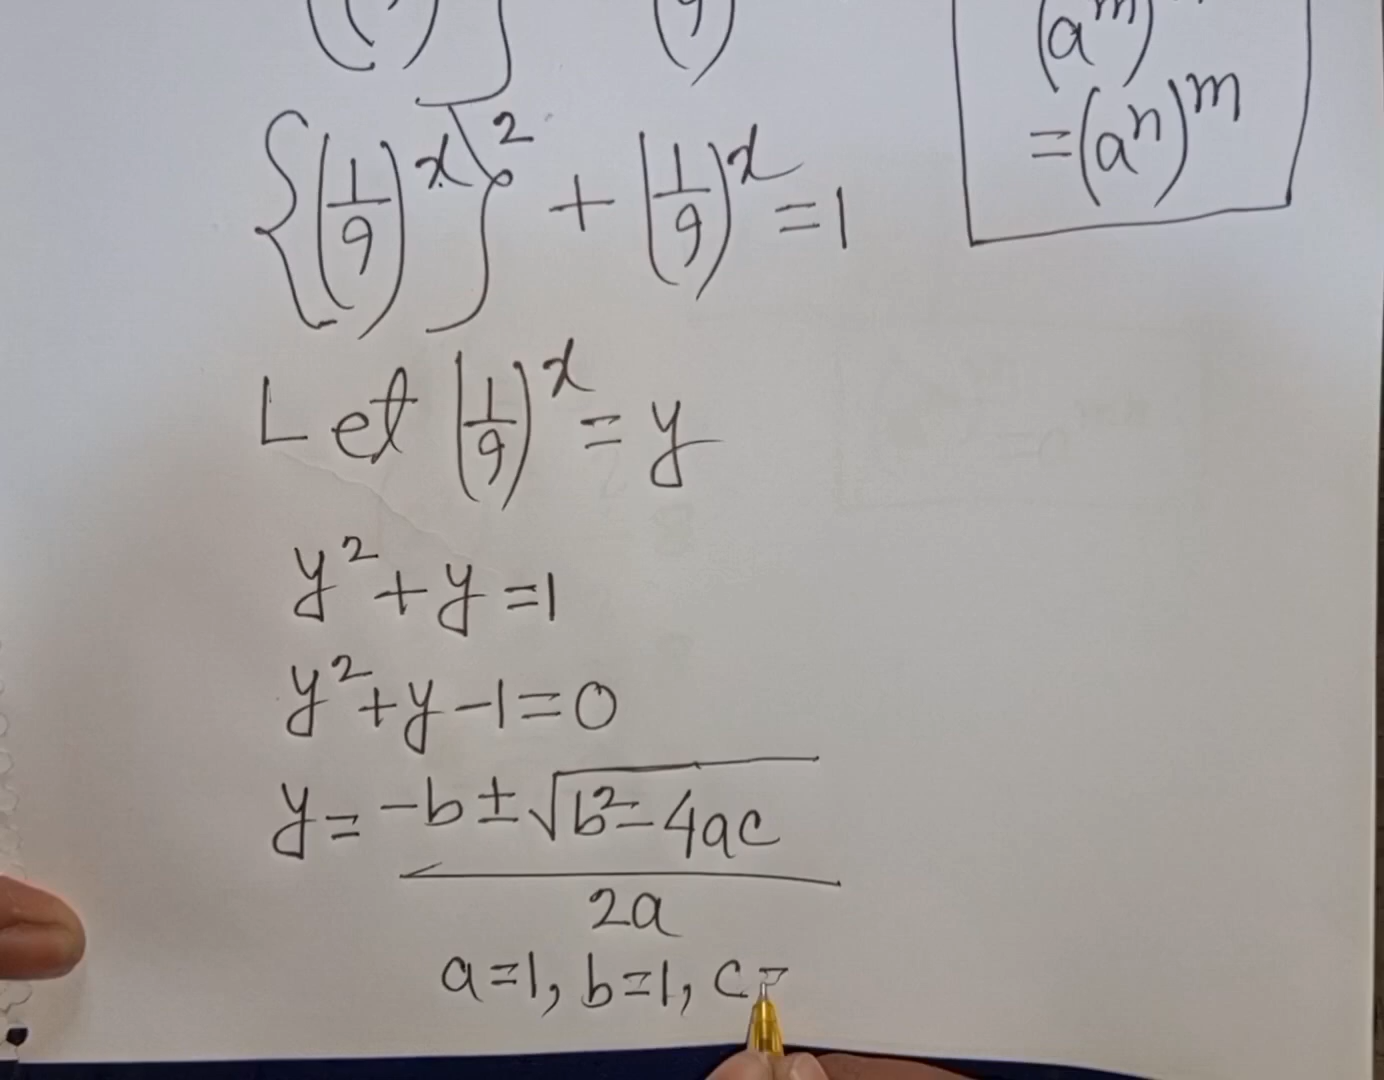 (a^m)
=(a^n)^m
{(1/9)^x}^2 + (1/9)^x = 1
Let (1/9)^x = y
y^2 + y = 1
y^2 + y - 1 = 0
y = (-b ± √(b^2 - 4ac)) / 2a
a=1, b=1, c=